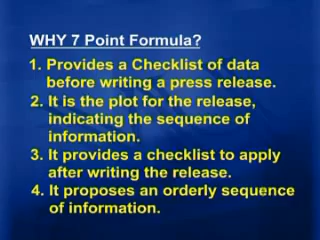 WHY 7 Point Formula?
1. Provides a Checklist of data
before writing a press release.
2. It is the plot for the release,
indicating the sequence of
information.
3. It provides a checklist to apply
after writing the release.
4. It proposes an orderly sequence
of information.